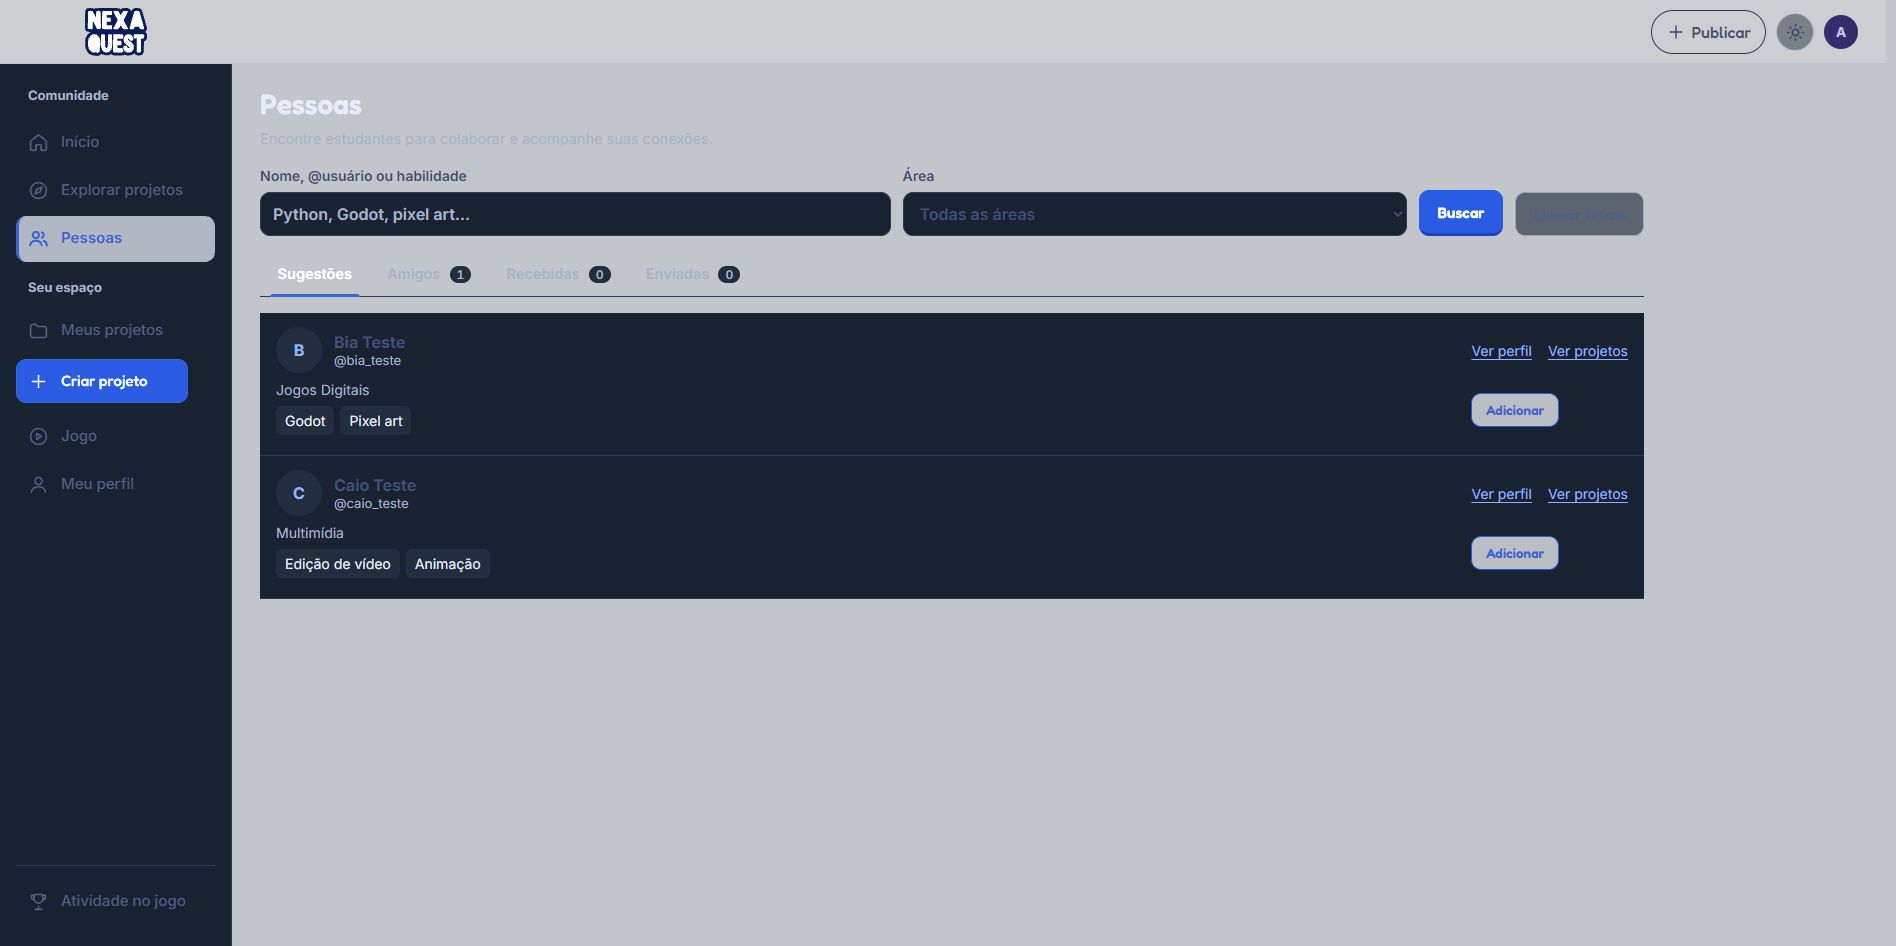 NEXA
QUEST
Publicar
A
Comunidade
Início
Explorar projetos
Pessoas
Seu espaço
Meus projetos
Criar projeto
Jogo
Meu perfil
Atividade no jogo
Pessoas
Encontre estudantes para colaborar e acompanhe suas conexões.
Nome, @usuário ou habilidade
Python, Godot, pixel art...
Área
Todas as áreas
Buscar
Limpar filtros
Sugestões
Amigos 1
Recebidas 0
Enviadas 0
B
Bia Teste
@bia_teste
Jogos Digitais
Godot
Pixel art
Ver perfil
Ver projetos
Adicionar
C
Caio Teste
@caio_teste
Multimídia
Edição de vídeo
Animação
Ver perfil
Ver projetos
Adicionar